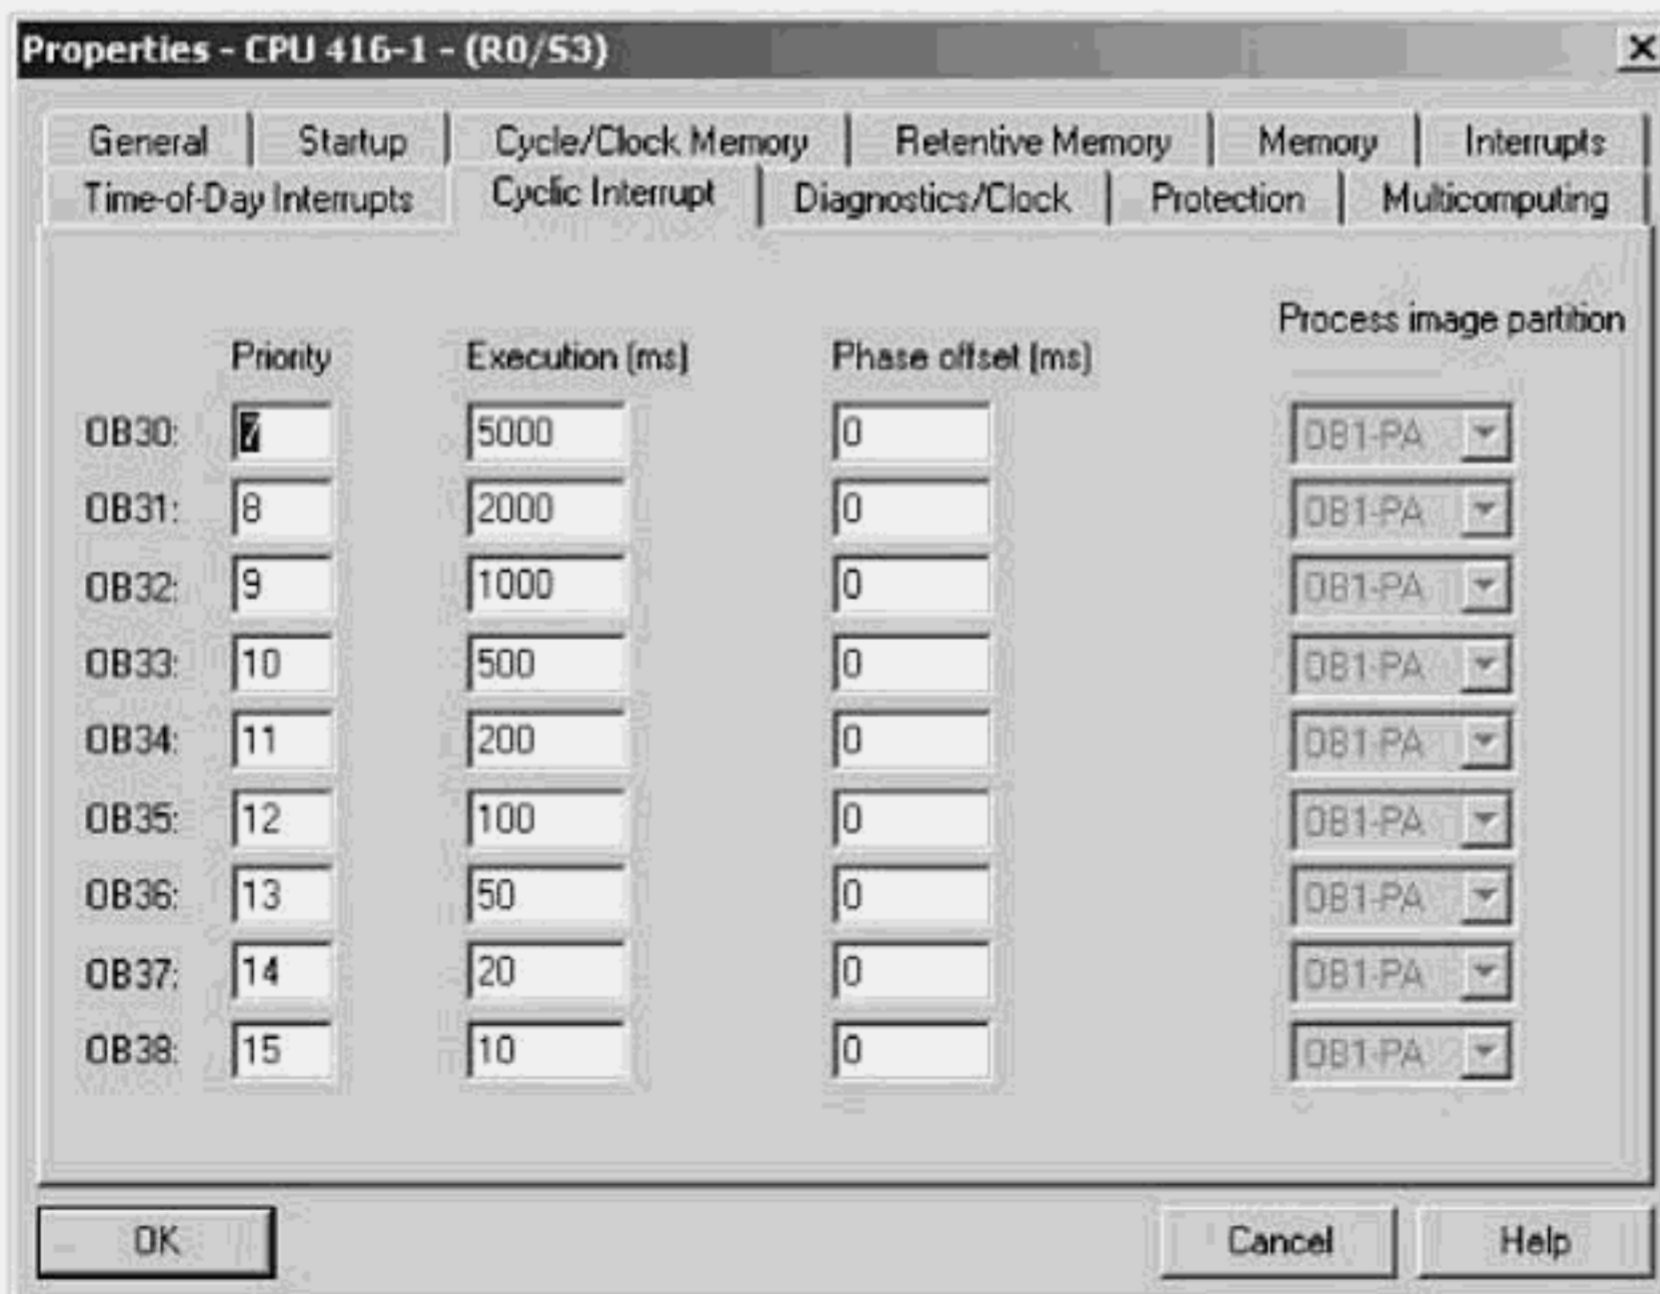 Properties - CPU 416-1 - (R0/S3)
General Startup Cycle/Clock Memory Retentive Memory Memory Interrupts
Time-of-Day Interrupts Cyclic Interrupt Diagnostics/Clock Protection Multicomputing
Process image partition
Priority Execution (ms) Phase offset (ms)
OB30: 7 5000 0 OB1-PA
OB31: 8 2000 0 OB1-PA
OB32: 9 1000 0 OB1-PA
OB33: 10 500 0 OB1-PA
OB34: 11 200 0 OB1-PA
OB35: 12 100 0 OB1-PA
OB36: 13 50 0 OB1-PA
OB37: 14 20 0 OB1-PA
OB38: 15 10 0 OB1-PA
OK Cancel Help